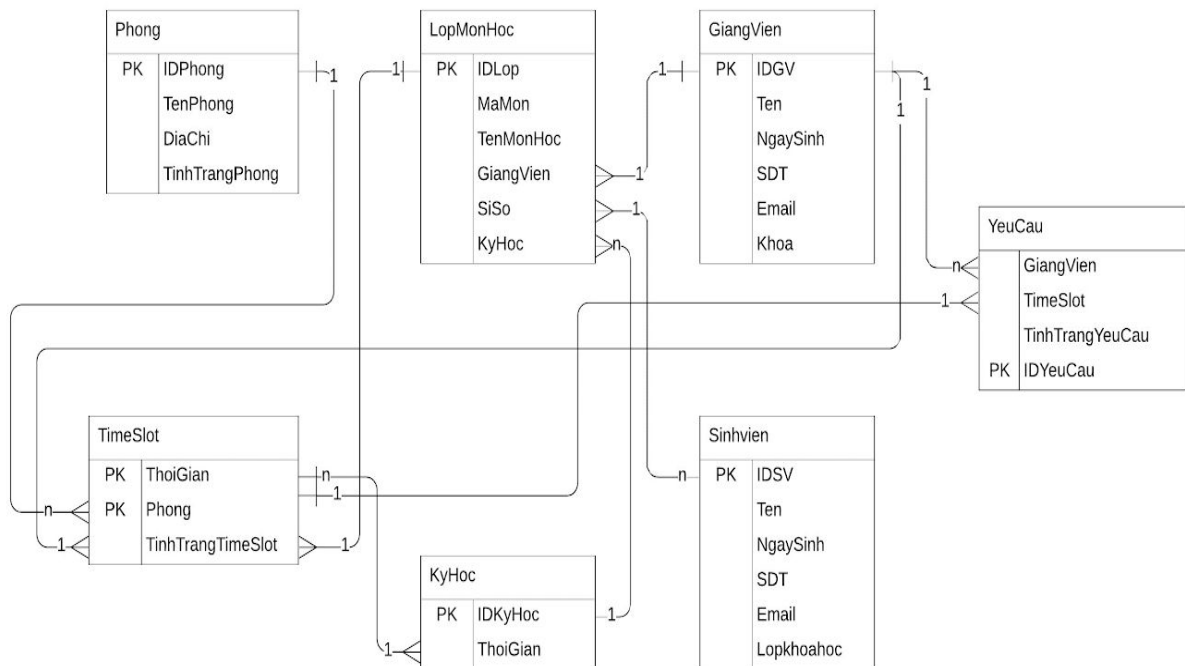 Phong
PK IDPhong
TenPhong
DiaChi
TinhTrangPhong
LopMonHoc
IDLop
MaMon
TenMonHoc
GiangVien
SiSo
KyHoc
GiangVien
PK IDGV
Ten
NgaySinh
SDT
Email
Khoa
YeuCau
GiangVien
TimeSlot
TinhTrangYeuCau
PK IDYeuCau
TimeSlot
PK ThoiGian
PK Phong
TinhTrangTimeSlot
KyHoc
PK IDKyHoc
ThoiGian
Sinhvien
PK IDSV
Ten
NgaySinh
SDT
Email
Lopkhoahoc
1
1
1
1
1
n
1
1
n
1
n
1
n
1
n
1
1
1